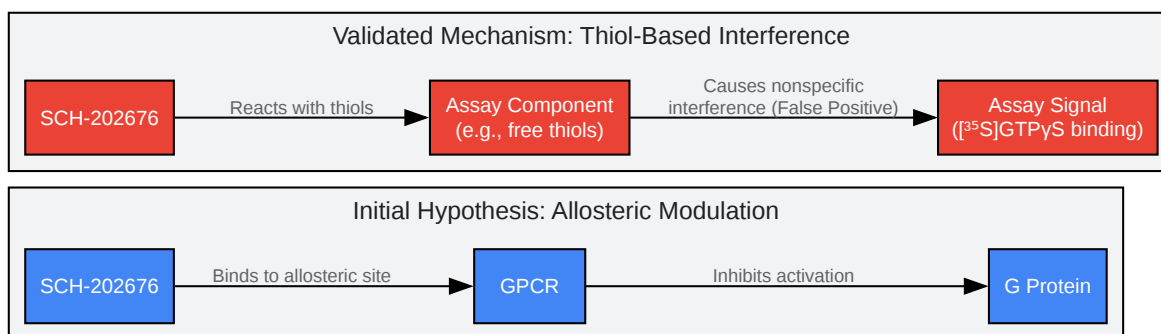 Validated Mechanism: Thiol-Based Interference
SCH-202676
Reacts with thiols
Assay Component
(e.g., free thiols)
Causes nonspecific
interference (False Positive)
Assay Signal
([³⁵S]GTPγS binding)
Initial Hypothesis: Allosteric Modulation
SCH-202676
Binds to allosteric site
GPCR
Inhibits activation
G Protein